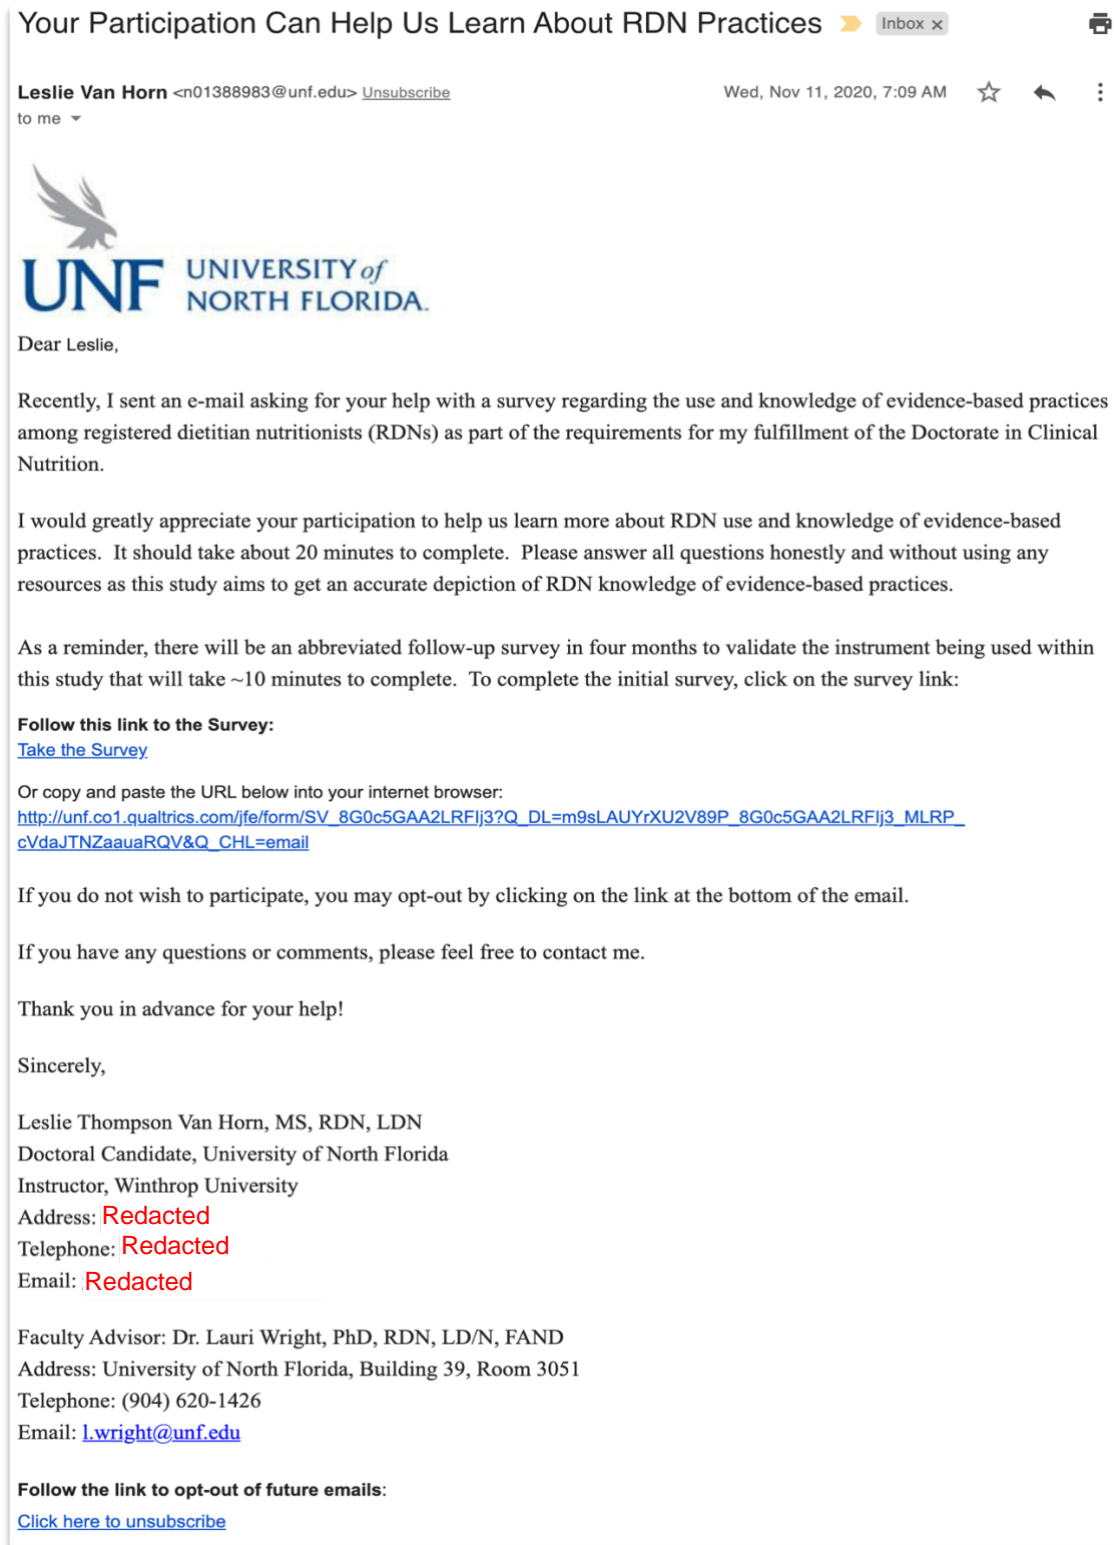 Your Participation Can Help Us Learn About RDN Practices Inbox x
Leslie Van Horn <n01388983@unf.edu> Unsubscribe Wed, Nov 11, 2020, 7:09 AM
to me
UNF UNIVERSITY of
NORTH FLORIDA.
Dear Leslie,
Recently, I sent an e-mail asking for your help with a survey regarding the use and knowledge of evidence-based practices
among registered dietitian nutritionists (RDNs) as part of the requirements for my fulfillment of the Doctorate in Clinical
Nutrition.
I would greatly appreciate your participation to help us learn more about RDN use and knowledge of evidence-based
practices.  It should take about 20 minutes to complete.  Please answer all questions honestly and without using any
resources as this study aims to get an accurate depiction of RDN knowledge of evidence-based practices.
As a reminder, there will be an abbreviated follow-up survey in four months to validate the instrument being used within
this study that will take ~10 minutes to complete.  To complete the initial survey, click on the survey link:
Follow this link to the Survey:
Take the Survey
Or copy and paste the URL below into your internet browser:
http://unf.co1.qualtrics.com/jfe/form/SV_8G0c5GAA2LRFIj3?Q_DL=m9sLAUYrXU2V89P_8G0c5GAA2LRFIj3_MLRP_
cVdaJTNZaauaRQV&Q_CHL=email
If you do not wish to participate, you may opt-out by clicking on the link at the bottom of the email.
If you have any questions or comments, please feel free to contact me.
Thank you in advance for your help!
Sincerely,
Leslie Thompson Van Horn, MS, RDN, LDN
Doctoral Candidate, University of North Florida
Instructor, Winthrop University
Address: Redacted
Telephone: Redacted
Email: Redacted
Faculty Advisor: Dr. Lauri Wright, PhD, RDN, LD/N, FAND
Address: University of North Florida, Building 39, Room 3051
Telephone: (904) 620-1426
Email: l.wright@unf.edu
Follow the link to opt-out of future emails:
Click here to unsubscribe